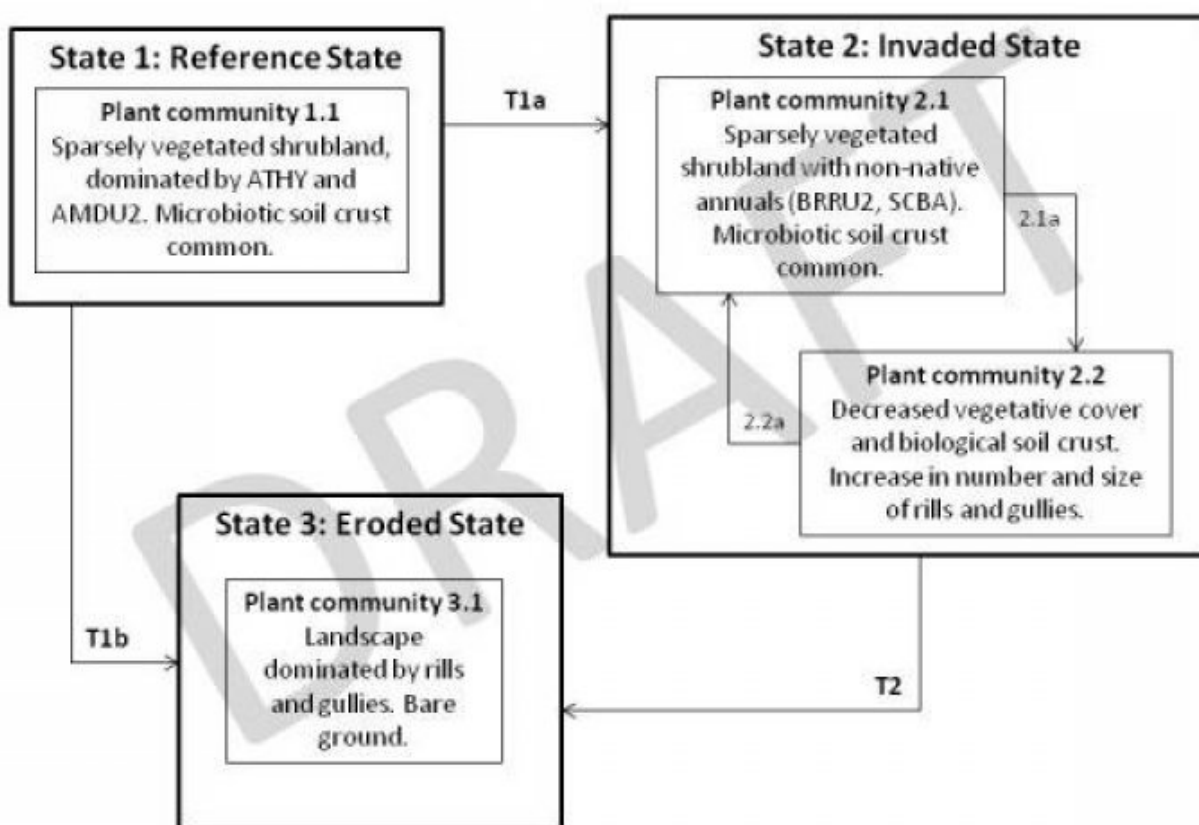 State 1: Reference State
Plant community 1.1
Sparsely vegetated shrubland,
dominated by ATHY and
AMDU2. Microbiotic soil crust
common.
T1a
State 2: Invaded State
Plant community 2.1
Sparsely vegetated
shrubland with non-native
annuals (BRRU2, SCBA).
Microbiotic soil crust
common.
2.1a
Plant community 2.2
Decreased vegetative cover
and biological soil crust.
Increase in number and size
of rills and gullies.
2.2a
State 3: Eroded State
Plant community 3.1
Landscape
dominated by rills
and gullies. Bare
ground.
T1b
T2
DRAFT